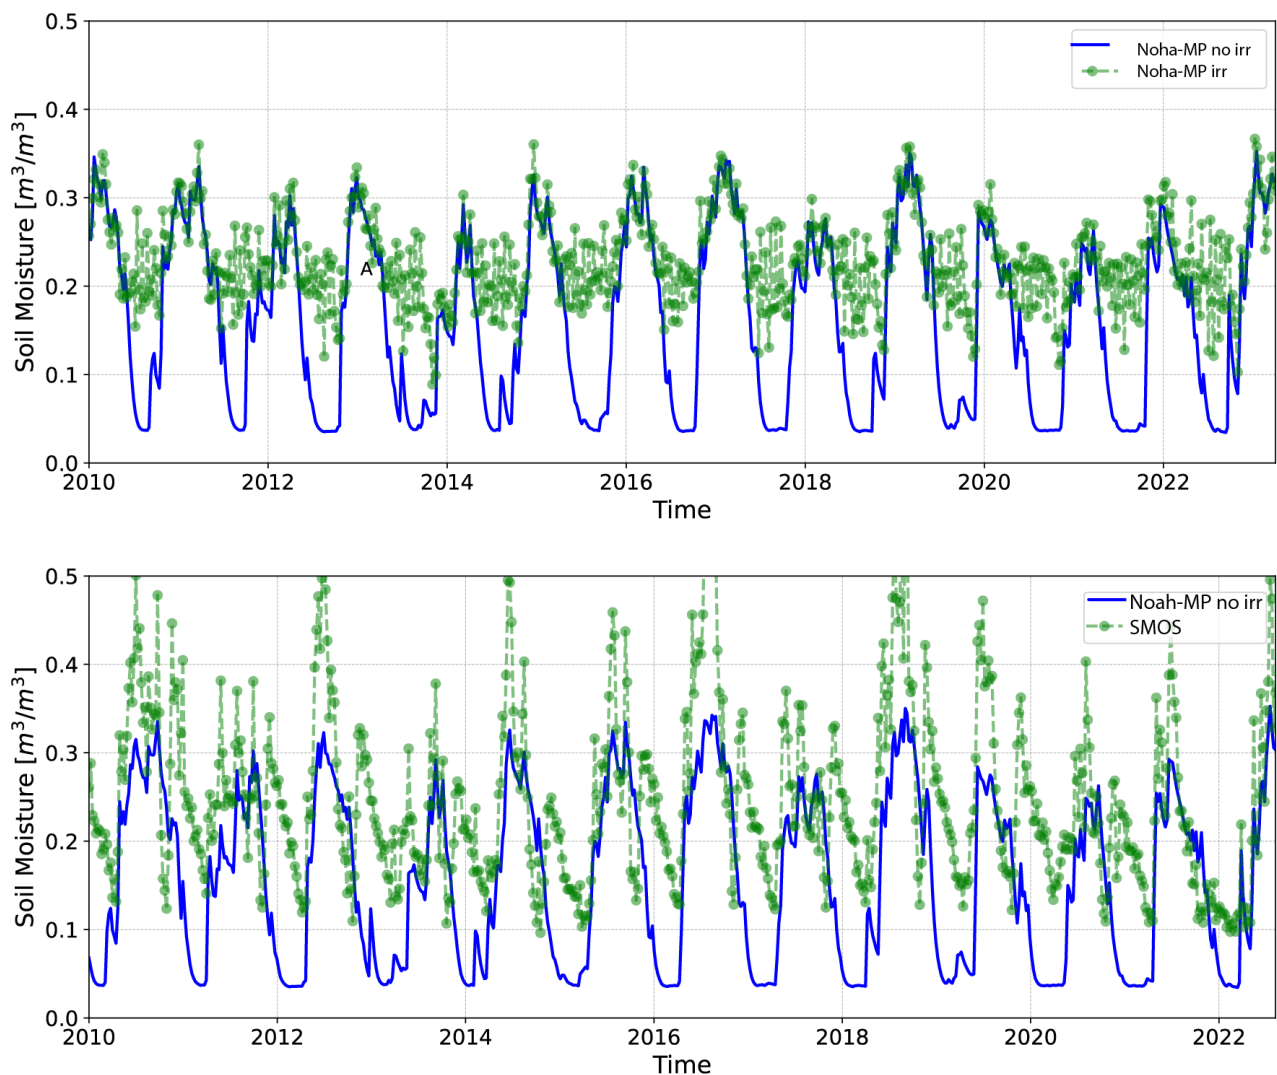 0.5
0.4
0.3
0.2
0.1
0.0
Soil Moisture [m³/m³]
Noha-MP no irr
Noha-MP irr
A
2010 2012 2014 2016 2018 2020 2022
Time
0.5
0.4
0.3
0.2
0.1
0.0
Soil Moisture [m³/m³]
Noah-MP no irr
SMOS
2010 2012 2014 2016 2018 2020 2022
Time